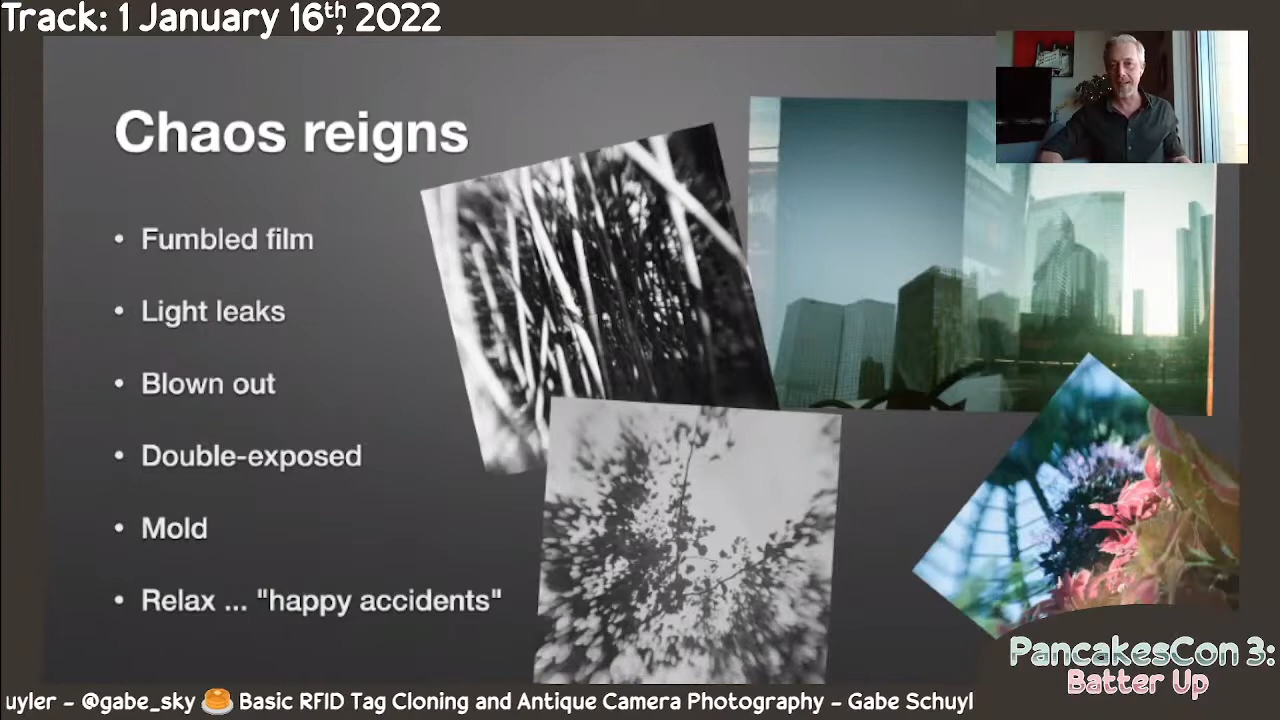 Track: 1 January 16th, 2022
Chaos reigns
• Fumbled film
• Light leaks
• Blown out
• Double-exposed
• Mold
• Relax ... "happy accidents"
PancakesCon 3:
Batter Up
uyler - @gabe_sky 🥞 Basic RFID Tag Cloning and Antique Camera Photography - Gabe Schuyl